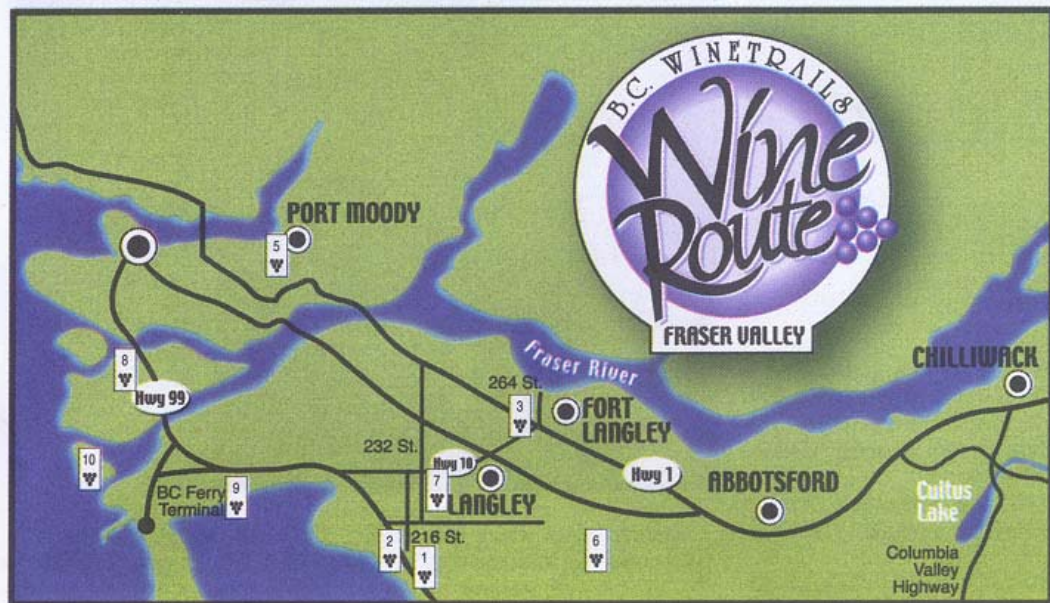 B.C. WINETRAILS
Wine
Route
FRASER VALLEY
PORT MOODY
5
8
Hwy 99
10
BC Ferry
Terminal
9
232 St.
264 St.
3
Fraser River
FORT
LANGLEY
Hwy 10
7
LANGLEY
Hwy 1
ABBOTSFORD
CHILLIWACK
Cultus
Lake
2
216 St.
1
6
Columbia
Valley
Highway